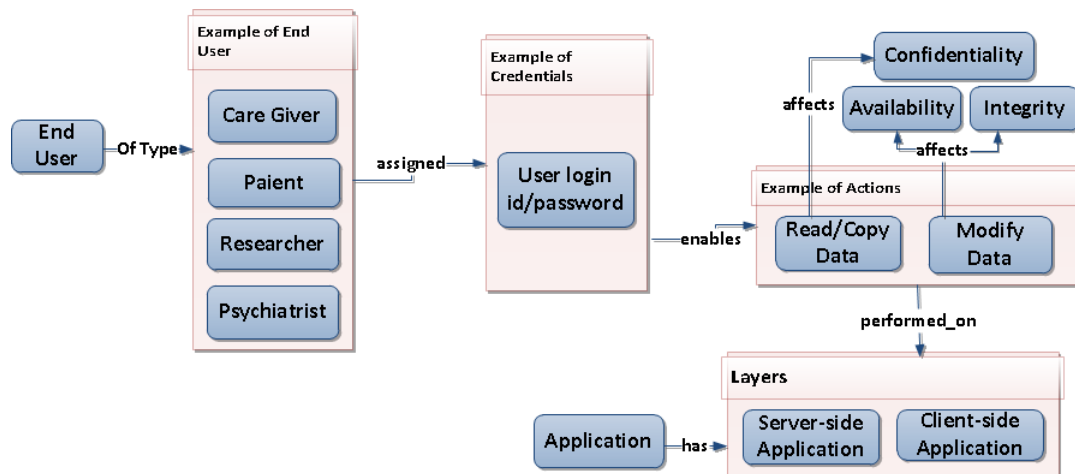 Example of End
User
Care Giver
Paient
Researcher
Psychiatrist
End
User
Of Type
assigned
Example of
Credentials
User login
id/password
enables
Confidentiality
affects
Availability
Integrity
affects
Example of Actions
Read/Copy
Data
Modify
Data
performed_on
Layers
Server-side
Application
Client-side
Application
Application
has